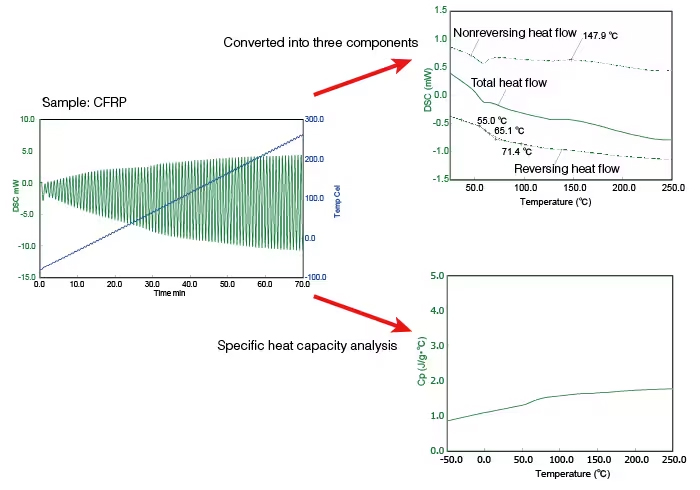 Converted into three components
Sample: CFRP
DSC mW
10.0
5.0
0.0
-5.0
-10.0
-15.0
300.0
200.0
100.0
0.0
-100.0
Temp Cel
0.0 10.0 20.0 30.0 40.0 50.0 60.0 70.0
Time min
DSC (mW)
1.5
1.0
0.5
0.0
-0.5
-1.0
-1.5
Nonreversing heat flow
147.9 ℃
Total heat flow
55.0 ℃
65.1 ℃
71.4 ℃
Reversing heat flow
50.0 100.0 150.0 200.0 250.0
Temperature (℃)
Specific heat capacity analysis
Cp (J/g•℃)
5.0
4.0
3.0
2.0
1.0
0.0
-50.0 0.0 50.0 100.0 150.0 200.0 250.0
Temperature (℃)